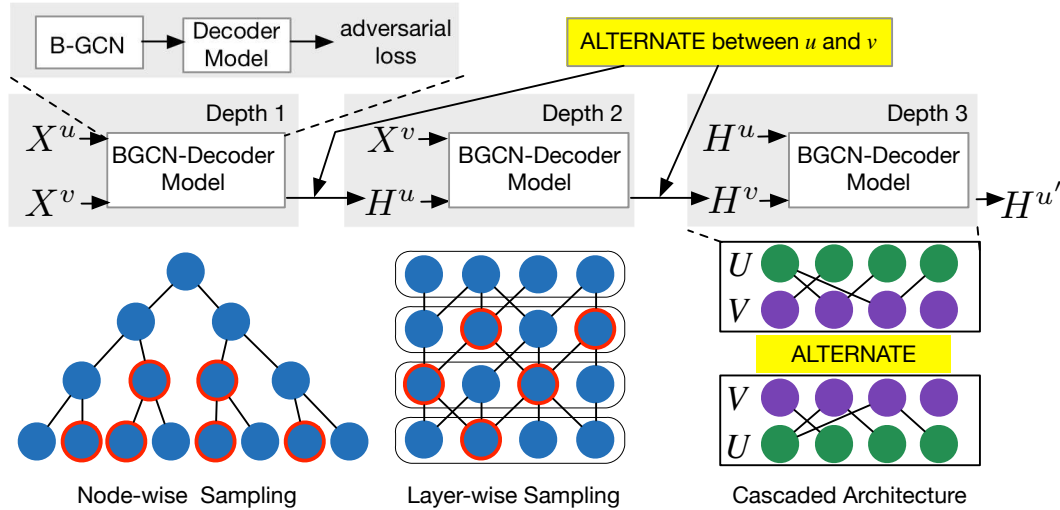 B-GCN
Decoder
Model
adversarial
loss
ALTERNATE between u and v
Depth 1
Depth 2
Depth 3
X^u
X^v
BGCN-Decoder
Model
X^v
H^u
BGCN-Decoder
Model
H^u
H^v
BGCN-Decoder
Model
H^{u'}
U
V
ALTERNATE
V
U
Node-wise Sampling
Layer-wise Sampling
Cascaded Architecture